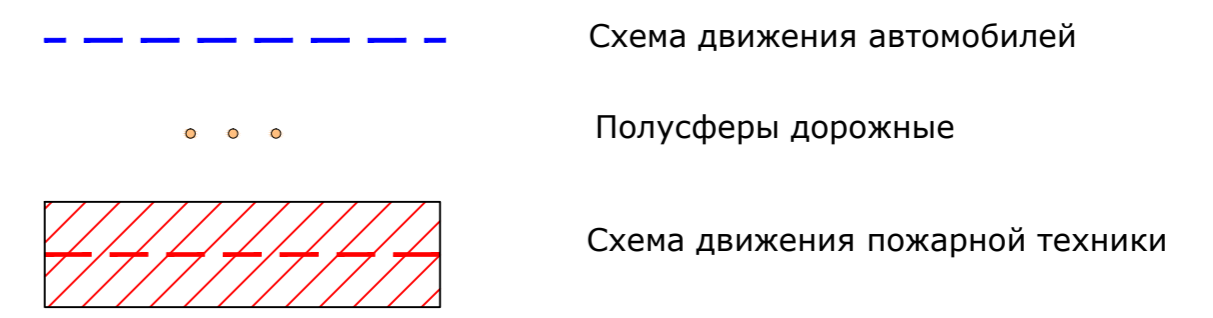 Схема движения автомобилей
Полусферы дорожные
Схема движения пожарной техники